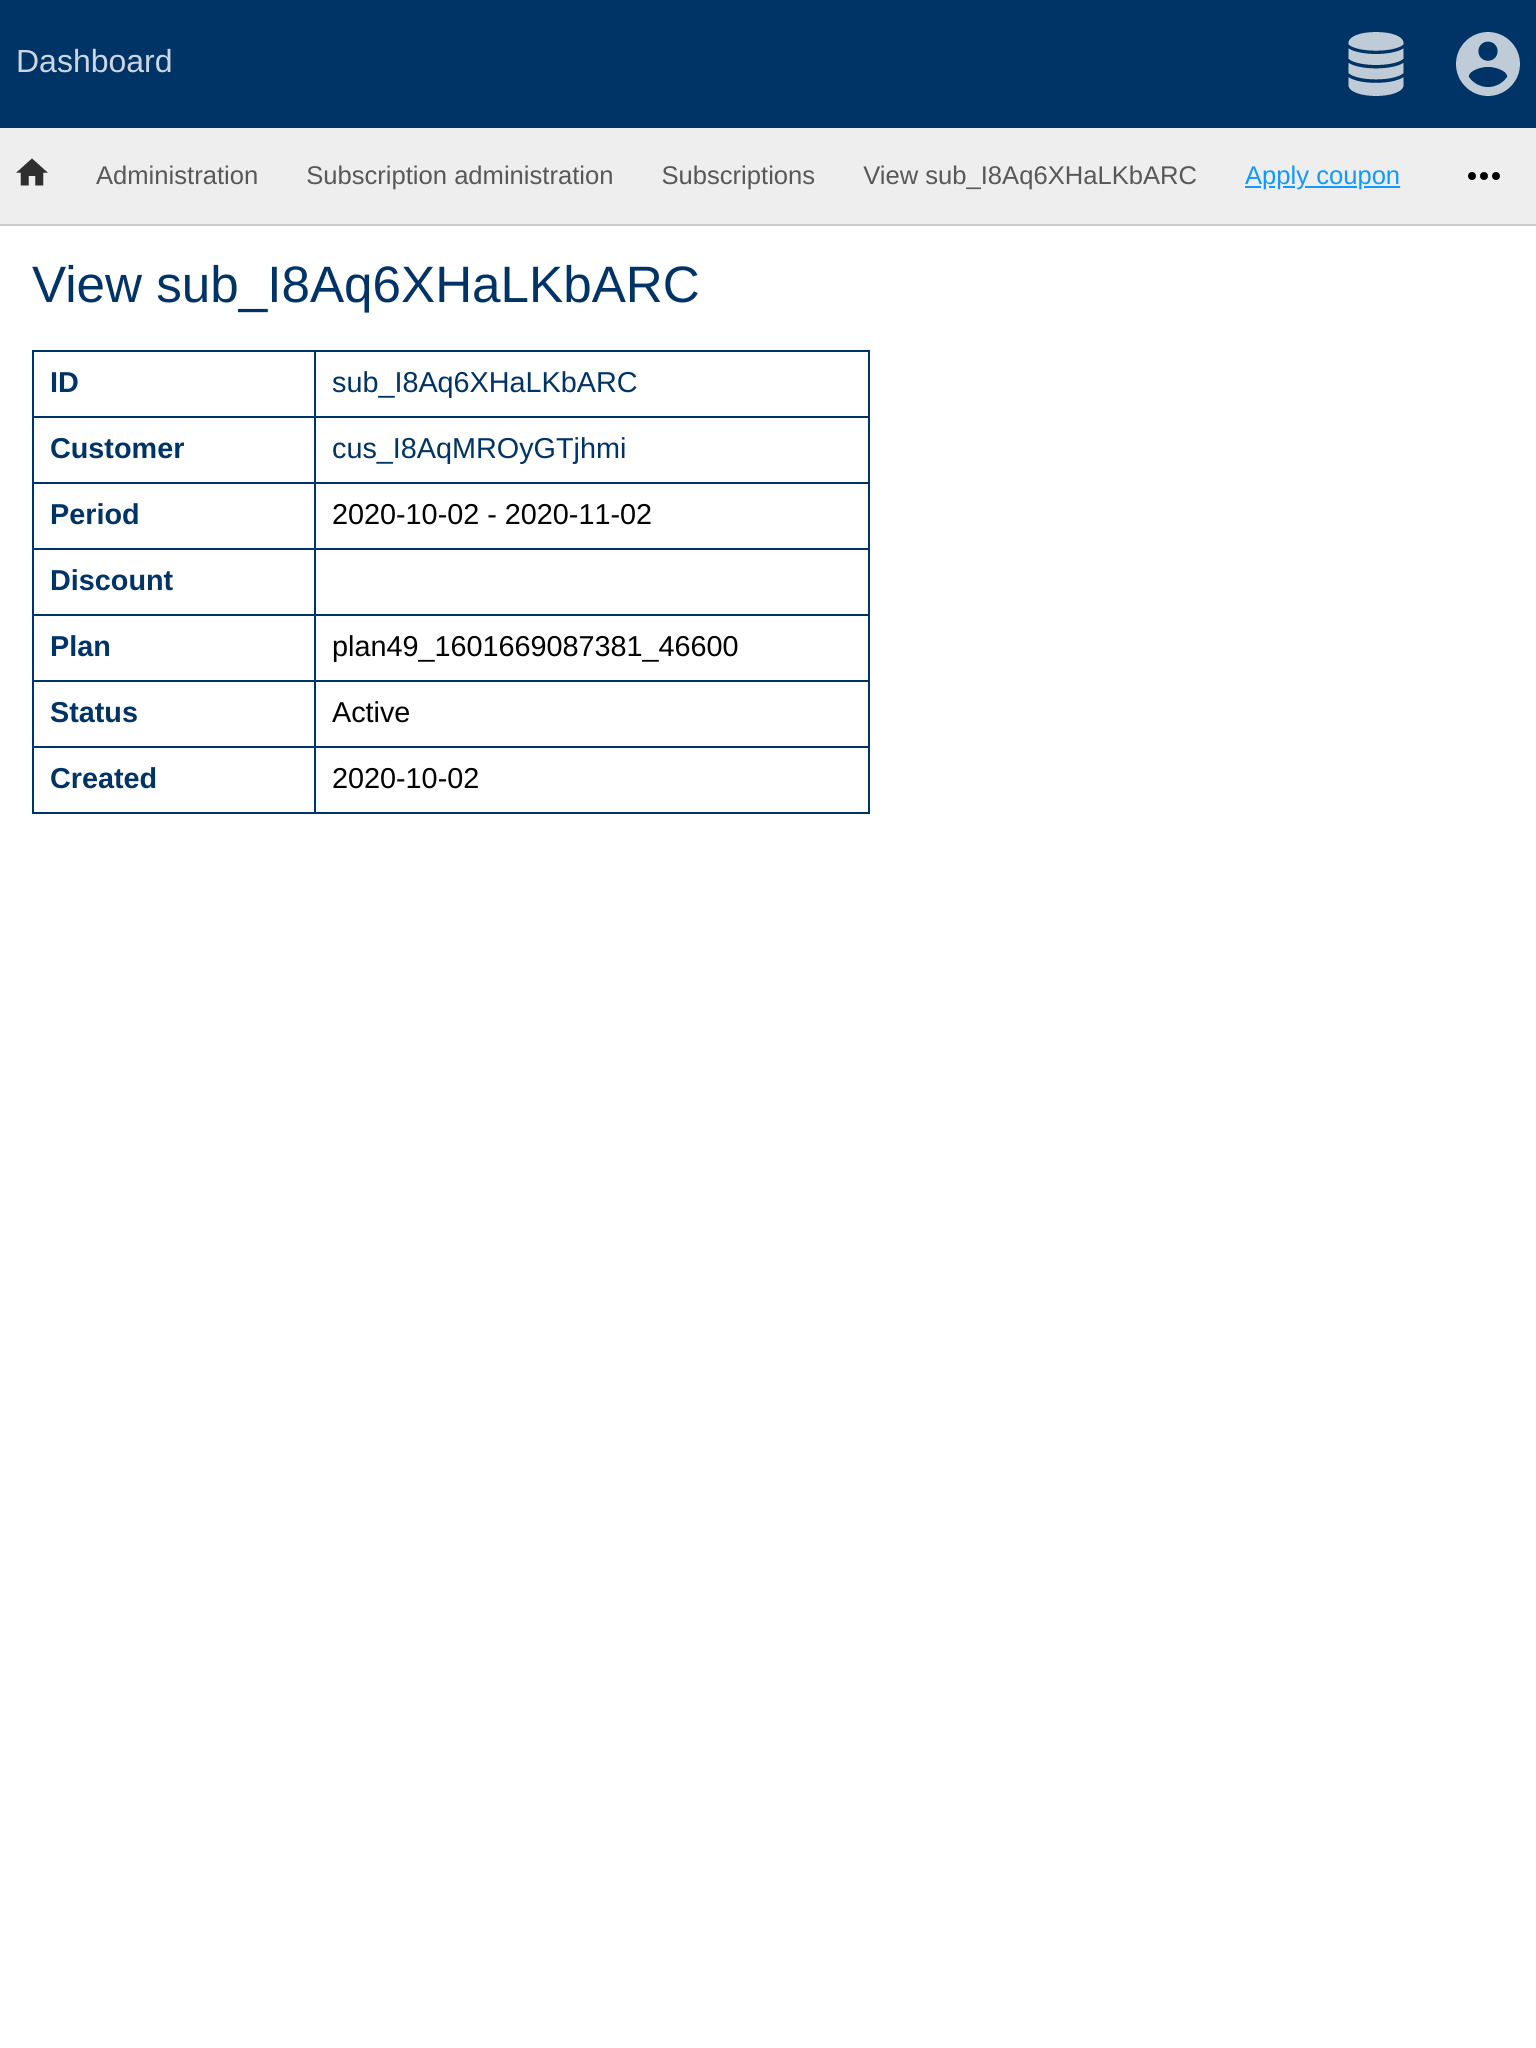 Dashboard
Administration Subscription administration Subscriptions View sub_I8Aq6XHaLKbARC Apply coupon
View sub_I8Aq6XHaLKbARC
ID sub_I8Aq6XHaLKbARC
Customer cus_I8AqMROyGTjhmi
Period 2020-10-02 - 2020-11-02
Discount
Plan plan49_1601669087381_46600
Status Active
Created 2020-10-02